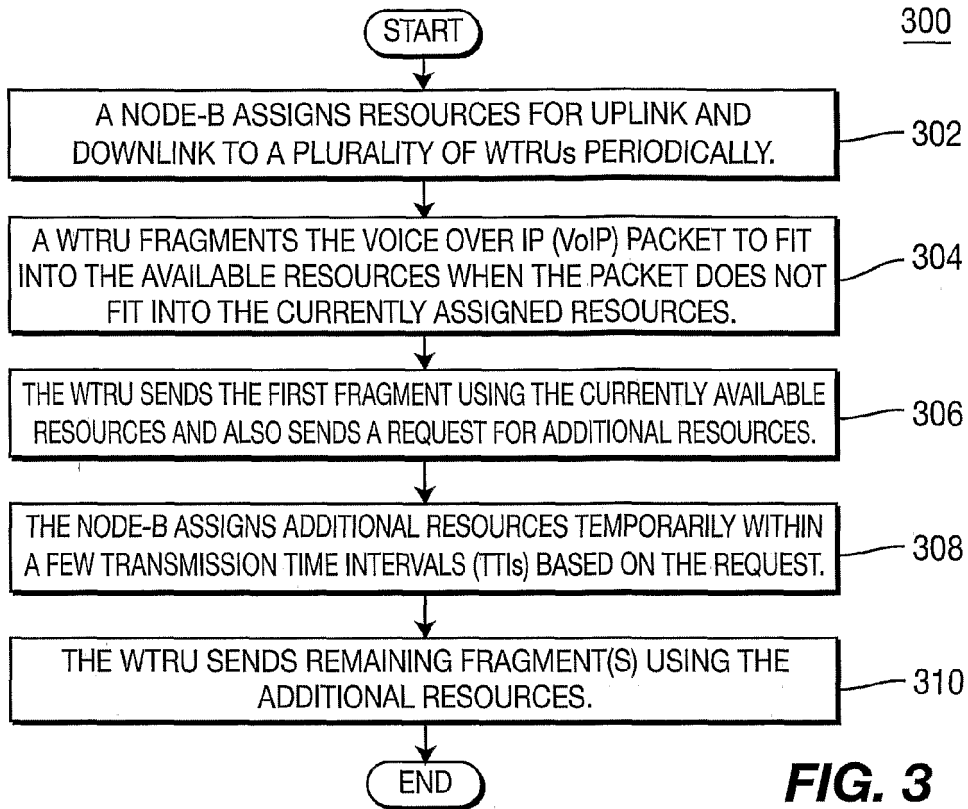 START
300
A NODE-B ASSIGNS RESOURCES FOR UPLINK AND
DOWNLINK TO A PLURALITY OF WTRUs PERIODICALLY.
302
A WTRU FRAGMENTS THE VOICE OVER IP (VoIP) PACKET TO FIT
INTO THE AVAILABLE RESOURCES WHEN THE PACKET DOES NOT
FIT INTO THE CURRENTLY ASSIGNED RESOURCES.
304
THE WTRU SENDS THE FIRST FRAGMENT USING THE CURRENTLY AVAILABLE
RESOURCES AND ALSO SENDS A REQUEST FOR ADDITIONAL RESOURCES.
306
THE NODE-B ASSIGNS ADDITIONAL RESOURCES TEMPORARILY WITHIN
A FEW TRANSMISSION TIME INTERVALS (TTIs) BASED ON THE REQUEST.
308
THE WTRU SENDS REMAINING FRAGMENT(S) USING THE
ADDITIONAL RESOURCES.
310
END
FIG. 3